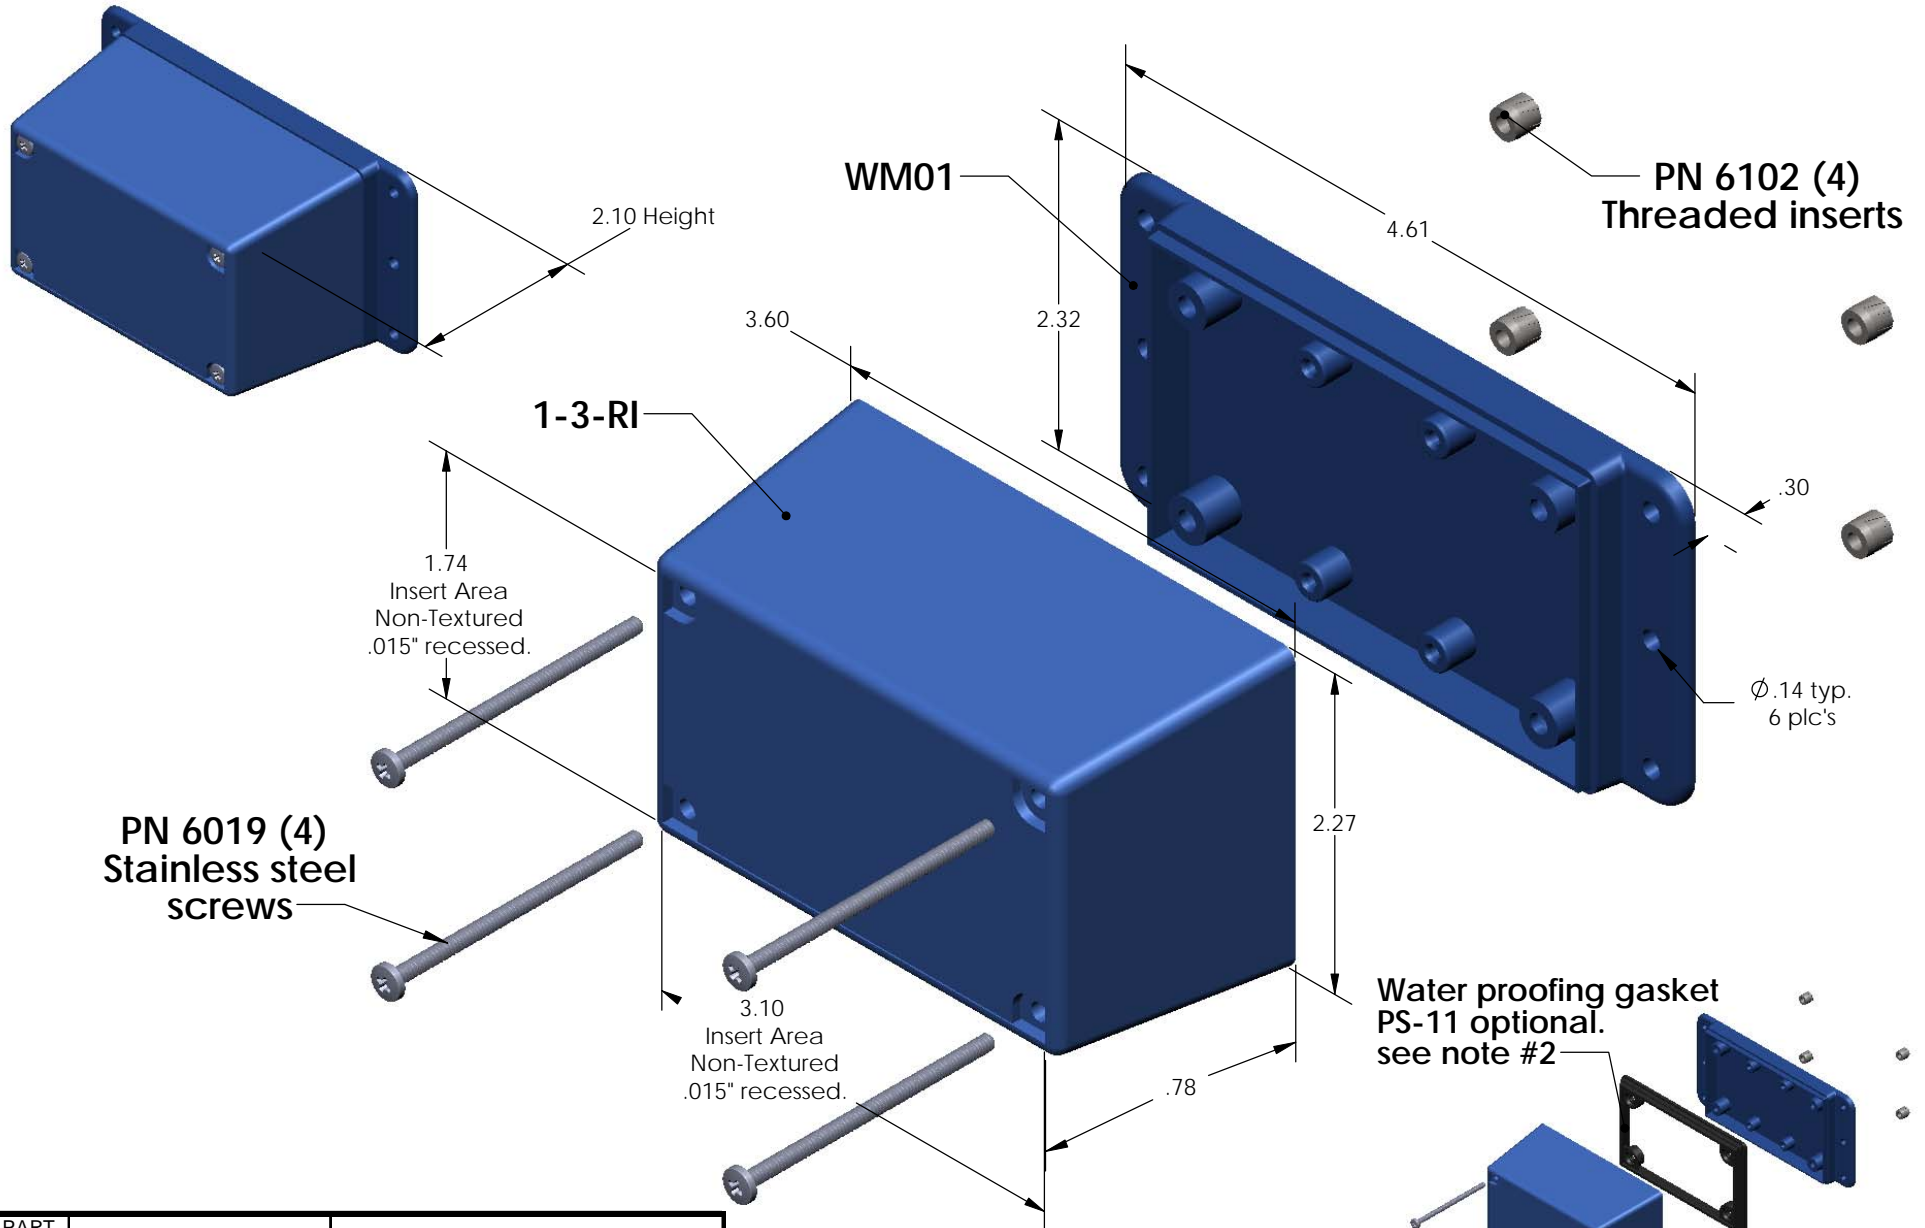 2.10 Height
WM01
4.61
PN 6102 (4)
Threaded inserts
3.60
2.32
1-3-RI
.30
1.74
Insert Area
Non-Textured
.015" recessed.
Ø.14 typ.
6 plc's
PN 6019 (4)
Stainless steel
screws
2.27
3.10
Insert Area
Non-Textured
.015" recessed.
.78
Water proofing gasket
PS-11 optional.
see note #2
PART